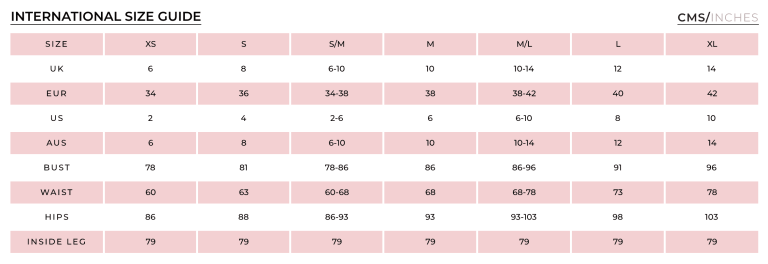 INTERNATIONAL SIZE GUIDE CMS/INCHES
SIZE XS S S/M M M/L L XL
UK 6 8 6-10 10 10-14 12 14
EUR 34 36 34-38 38 38-42 40 42
US 2 4 2-6 6 6-10 8 10
AUS 6 8 6-10 10 10-14 12 14
BUST 78 81 78-86 86 86-96 91 96
WAIST 60 63 60-68 68 68-78 73 78
HIPS 86 88 86-93 93 93-103 98 103
INSIDE LEG 79 79 79 79 79 79 79